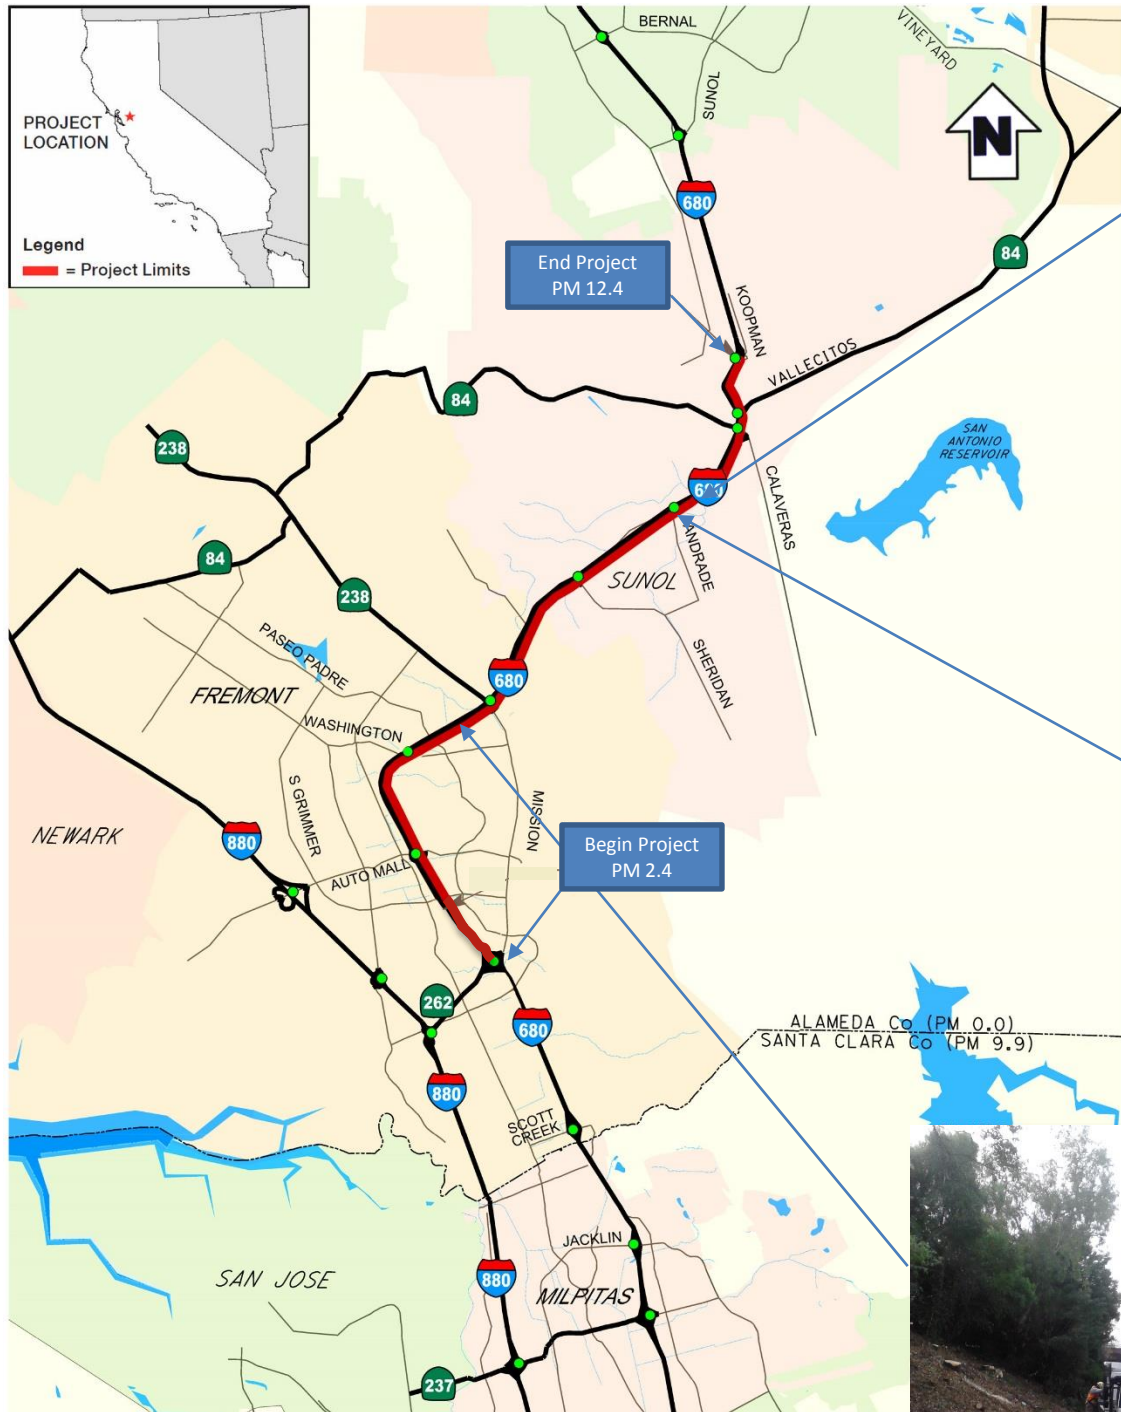 BERNAL
VINEYARD
SUNOL
PROJECT
LOCATION
N
Legend
= Project Limits
680
84
End Project
PM 12.4
KOOPMAN
VALLECITOS
84
238
SAN
ANTONIO
RESERVOIR
680
CALAVERAS
ANDRADE
84
238
SUNOL
SHERIDAN
PASEO PADRE
FREMONT
680
WASHINGTON
S GRIMMER
MISSION
NEWARK
880
Begin Project
PM 2.4
AUTO MALL
262
680
ALAMEDA Co (PM 0.0)
SANTA CLARA Co (PM 9.9)
880
SCOTT
CREEK
JACKLIN
SAN JOSE
880
MILPITAS
237